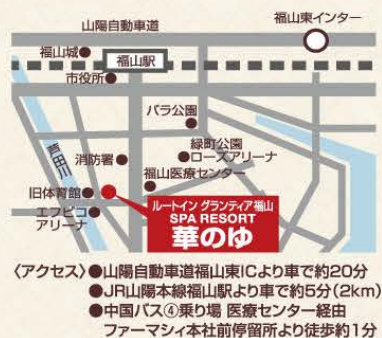 山陽自動車道
福山東インター
福山城
福山駅
市役所
バラ公園
芦田川
消防署
緑町公園
ローズアリーナ
福山医療センター
旧体育館
エフピコ
アリーナ
ルートイン グランティア福山
SPA RESORT
華のゆ
〈アクセス〉●山陽自動車道福山東ICより車で約20分
●JR山陽本線福山駅より車で約5分(2km)
●中国バス④乗り場 医療センター経由
ファーマシィ本社前停留所より徒歩約1分